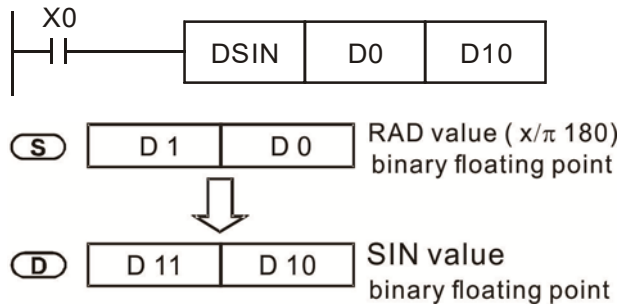 X0
DSIN D0 D10
S D 1 D 0 RAD value ( x/π 180)
binary floating point
D D 11 D 10 SIN value
binary floating point